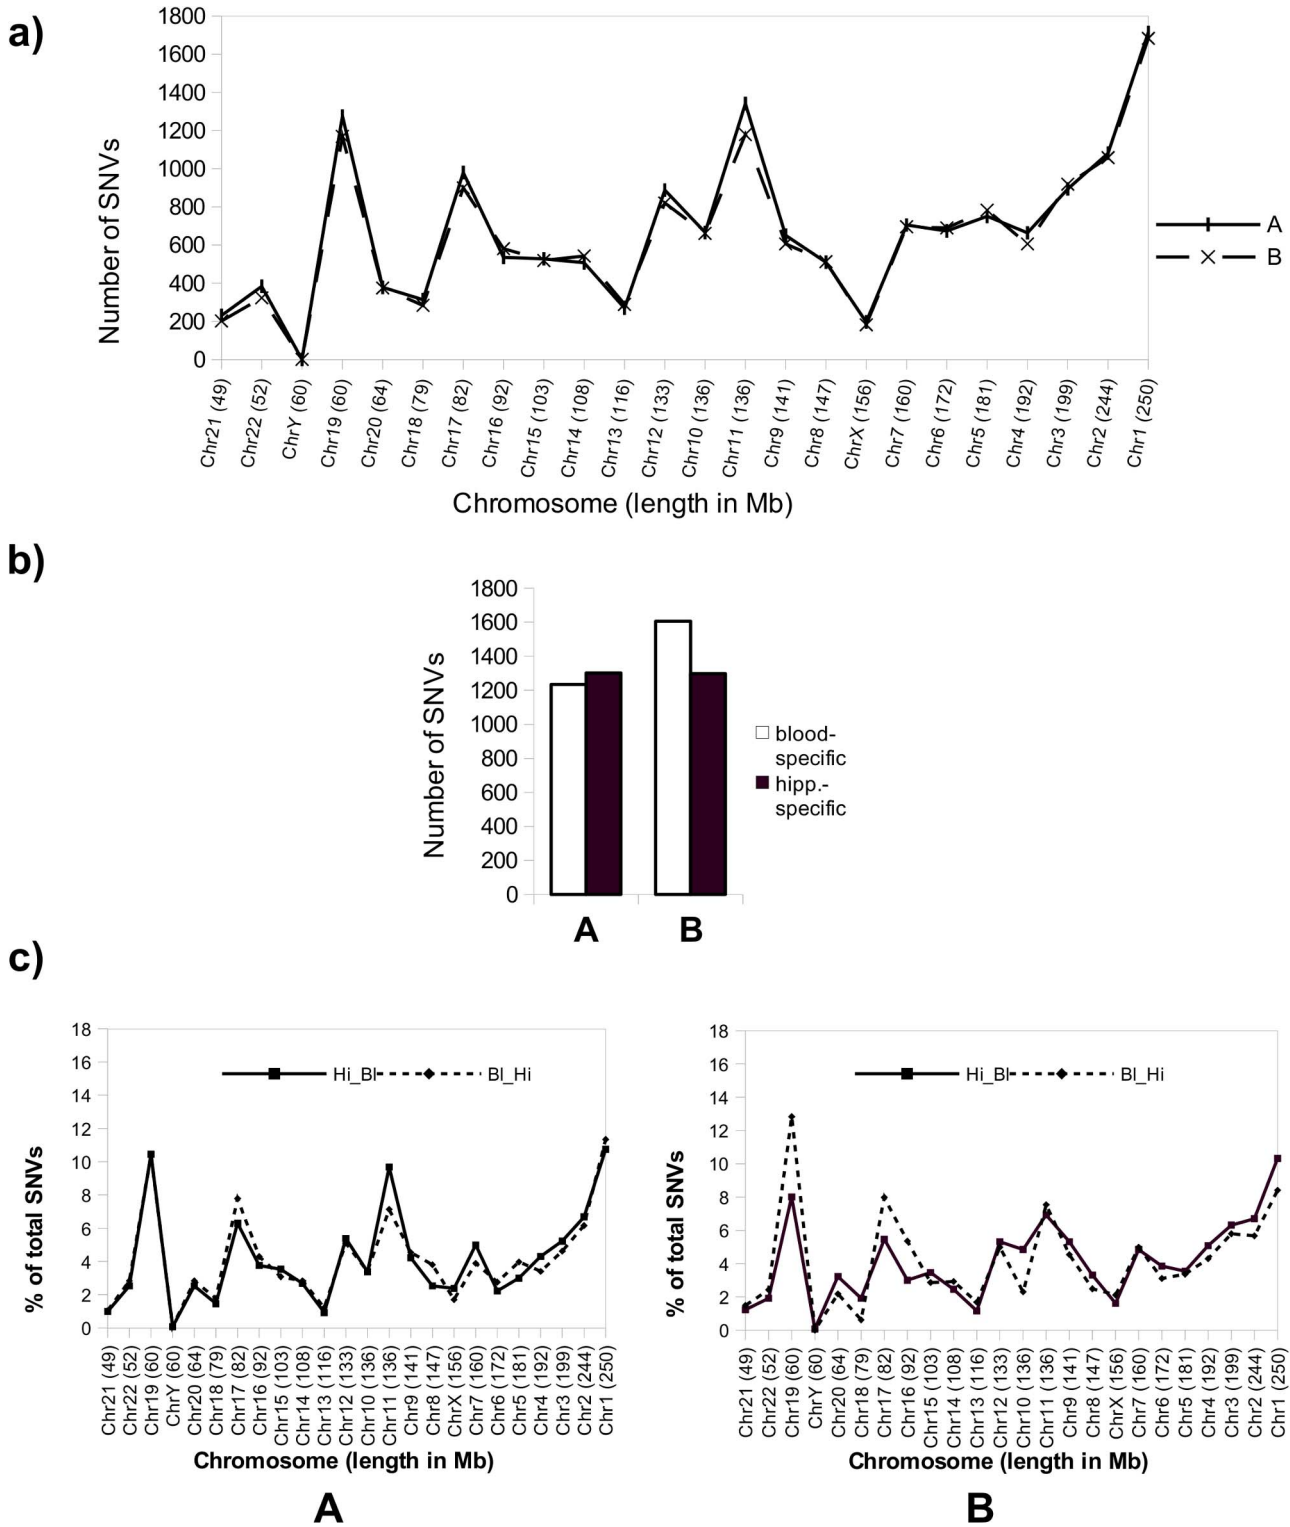 a)
Number of SNVs
1800
1600
1400
1200
1000
800
600
400
200
0
A
B
Chr21 (49)
Chr22 (52)
ChrY (60)
Chr19 (60)
Chr20 (64)
Chr18 (79)
Chr17 (82)
Chr16 (92)
Chr15 (103)
Chr14 (108)
Chr13 (116)
Chr12 (133)
Chr10 (136)
Chr11 (136)
Chr9 (141)
Chr8 (147)
ChrX (156)
Chr7 (160)
Chr6 (172)
Chr5 (181)
Chr4 (192)
Chr3 (199)
Chr2 (244)
Chr1 (250)
Chromosome (length in Mb)
b)
Number of SNVs
1800
1600
1400
1200
1000
800
600
400
200
0
blood-
specific
hipp.-
specific
A
B
c)
% of total SNVs
18
16
14
12
10
8
6
4
2
0
Hi_Bl
Bl_Hi
Chr21 (49)
Chr22 (52)
Chr19 (60)
ChrY (60)
Chr20 (64)
Chr18 (79)
Chr17 (82)
Chr16 (92)
Chr15 (103)
Chr14 (108)
Chr13 (116)
Chr12 (133)
Chr10 (136)
Chr11 (136)
Chr9 (141)
Chr8 (147)
ChrX (156)
Chr7 (160)
Chr6 (172)
Chr5 (181)
Chr4 (192)
Chr3 (199)
Chr2 (244)
Chr1 (250)
Chromosome (length in Mb)
A
% of total SNVs
18
16
14
12
10
8
6
4
2
0
Hi_Bl
Bl_Hi
Chr21 (49)
Chr22 (52)
Chr19 (60)
ChrY (60)
Chr20 (64)
Chr18 (79)
Chr17 (82)
Chr16 (92)
Chr15 (103)
Chr14 (108)
Chr13 (116)
Chr12 (133)
Chr10 (136)
Chr11 (136)
Chr9 (141)
Chr8 (147)
ChrX (156)
Chr7 (160)
Chr6 (172)
Chr5 (181)
Chr4 (192)
Chr3 (199)
Chr2 (244)
Chr1 (250)
Chromosome (length in Mb)
B